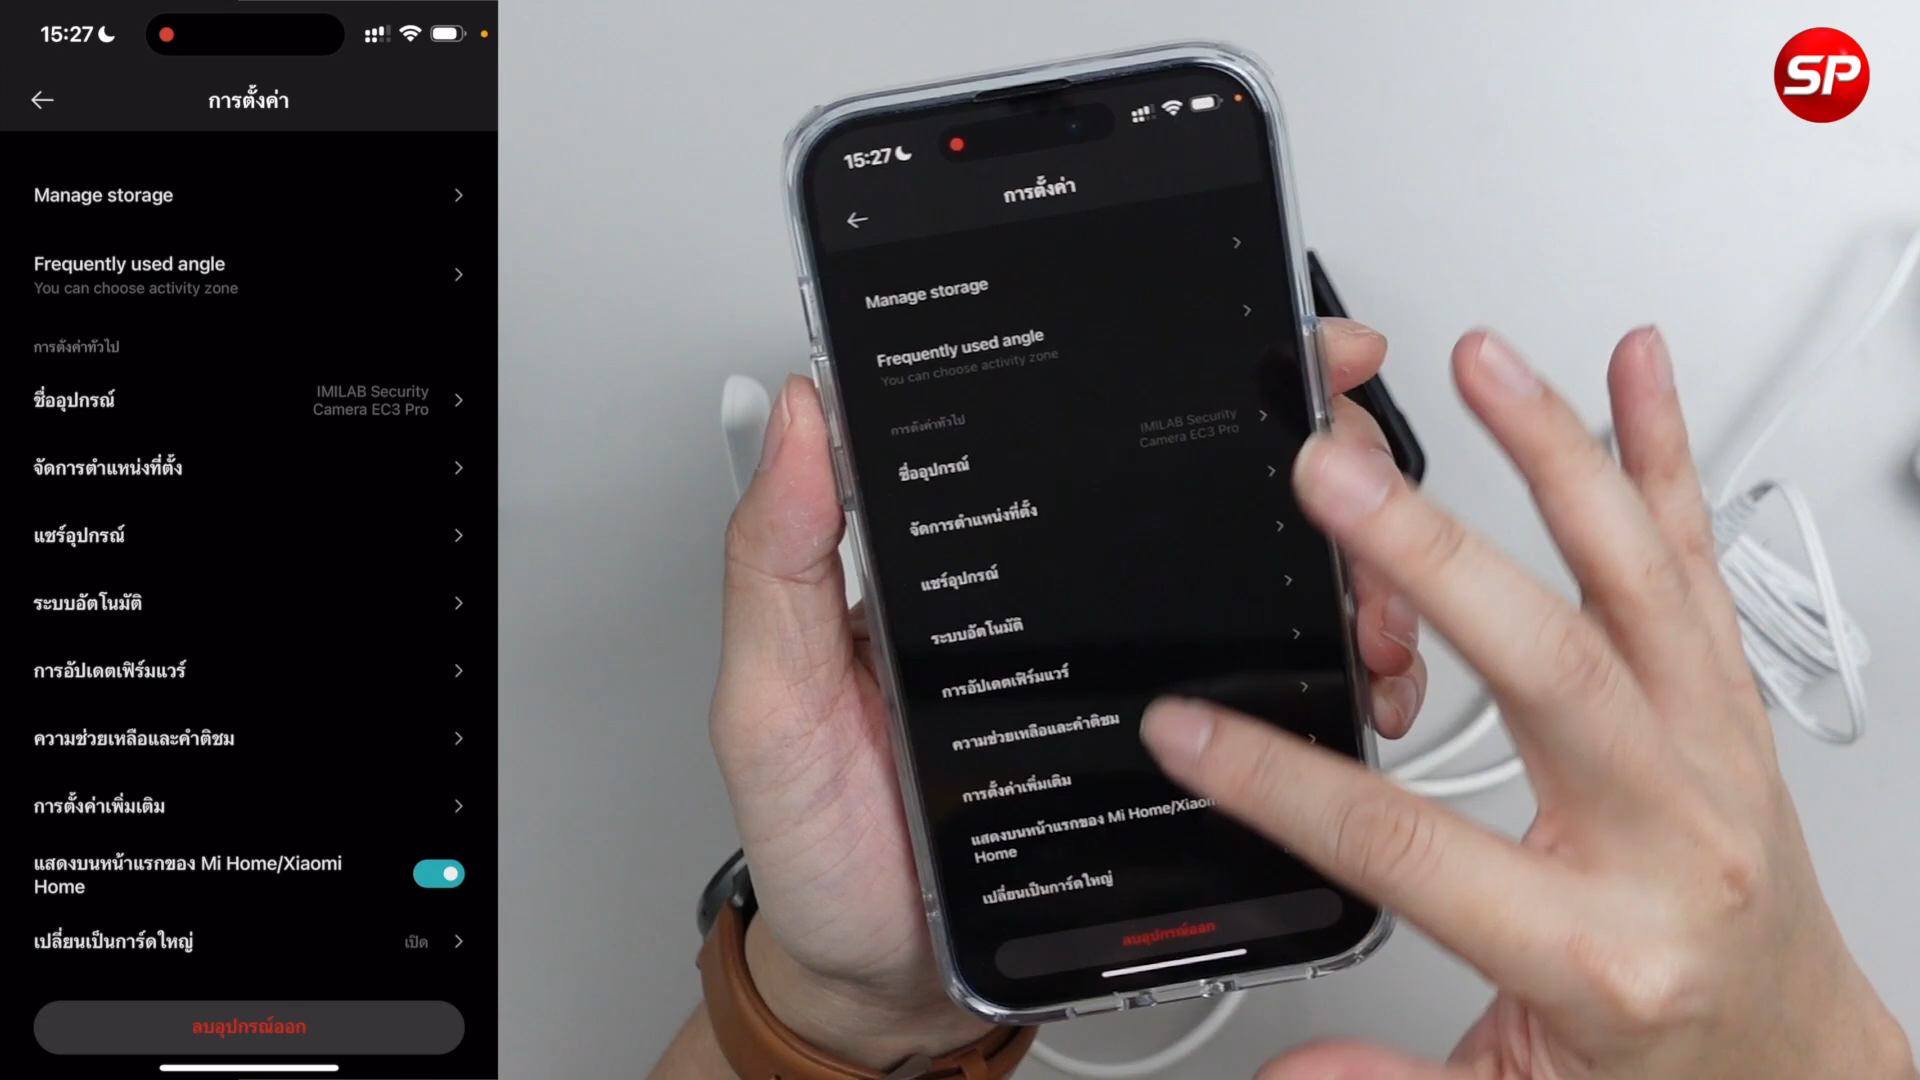 15:27
การตั้งค่า
Manage storage
Frequently used angle
You can choose activity zone
การตั้งค่าทั่วไป
ชื่ออุปกรณ์
IMILAB Security
Camera EC3 Pro
จัดการตำแหน่งที่ตั้ง
แชร์อุปกรณ์
ระบบอัตโนมัติ
การอัปเดตเฟิร์มแวร์
ความช่วยเหลือและคำติชม
การตั้งค่าเพิ่มเติม
แสดงบนหน้าแรกของ Mi Home/Xiaomi
Home
เปลี่ยนเป็นการ์ดใหญ่
เปิด
ลบอุปกรณ์ออก
15:27
การตั้งค่า
Manage storage
Frequently used angle
You can choose activity zone
การตั้งค่าทั่วไป
ชื่ออุปกรณ์
IMILAB Security
Camera EC3 Pro
จัดการตำแหน่งที่ตั้ง
แชร์อุปกรณ์
ระบบอัตโนมัติ
การอัปเดตเฟิร์มแวร์
ความช่วยเหลือและคำติชม
การตั้งค่าเพิ่มเติม
แสดงบนหน้าแรกของ Mi Home/Xiaomi
Home
เปลี่ยนเป็นการ์ดใหญ่
ลบอุปกรณ์ออก
SP